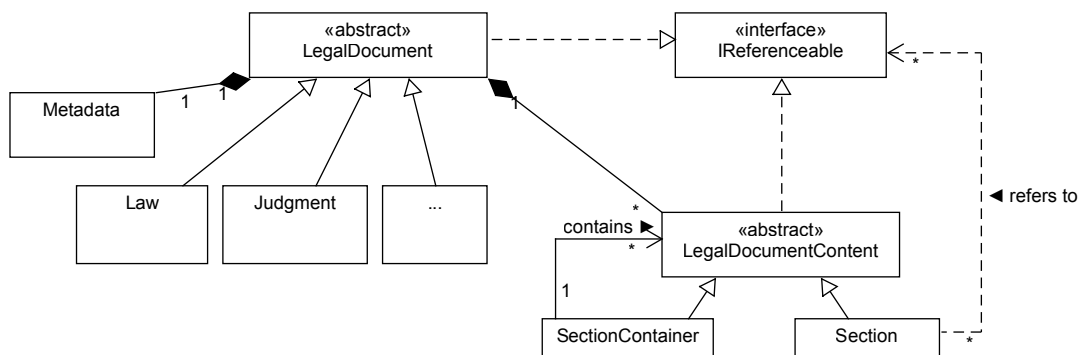 «abstract»
LegalDocument
«interface»
IReferenceable
*
1
1
1
Metadata
Law
Judgment
...
◄ refers to
*
contains ►
*
«abstract»
LegalDocumentContent
1
SectionContainer
Section
*